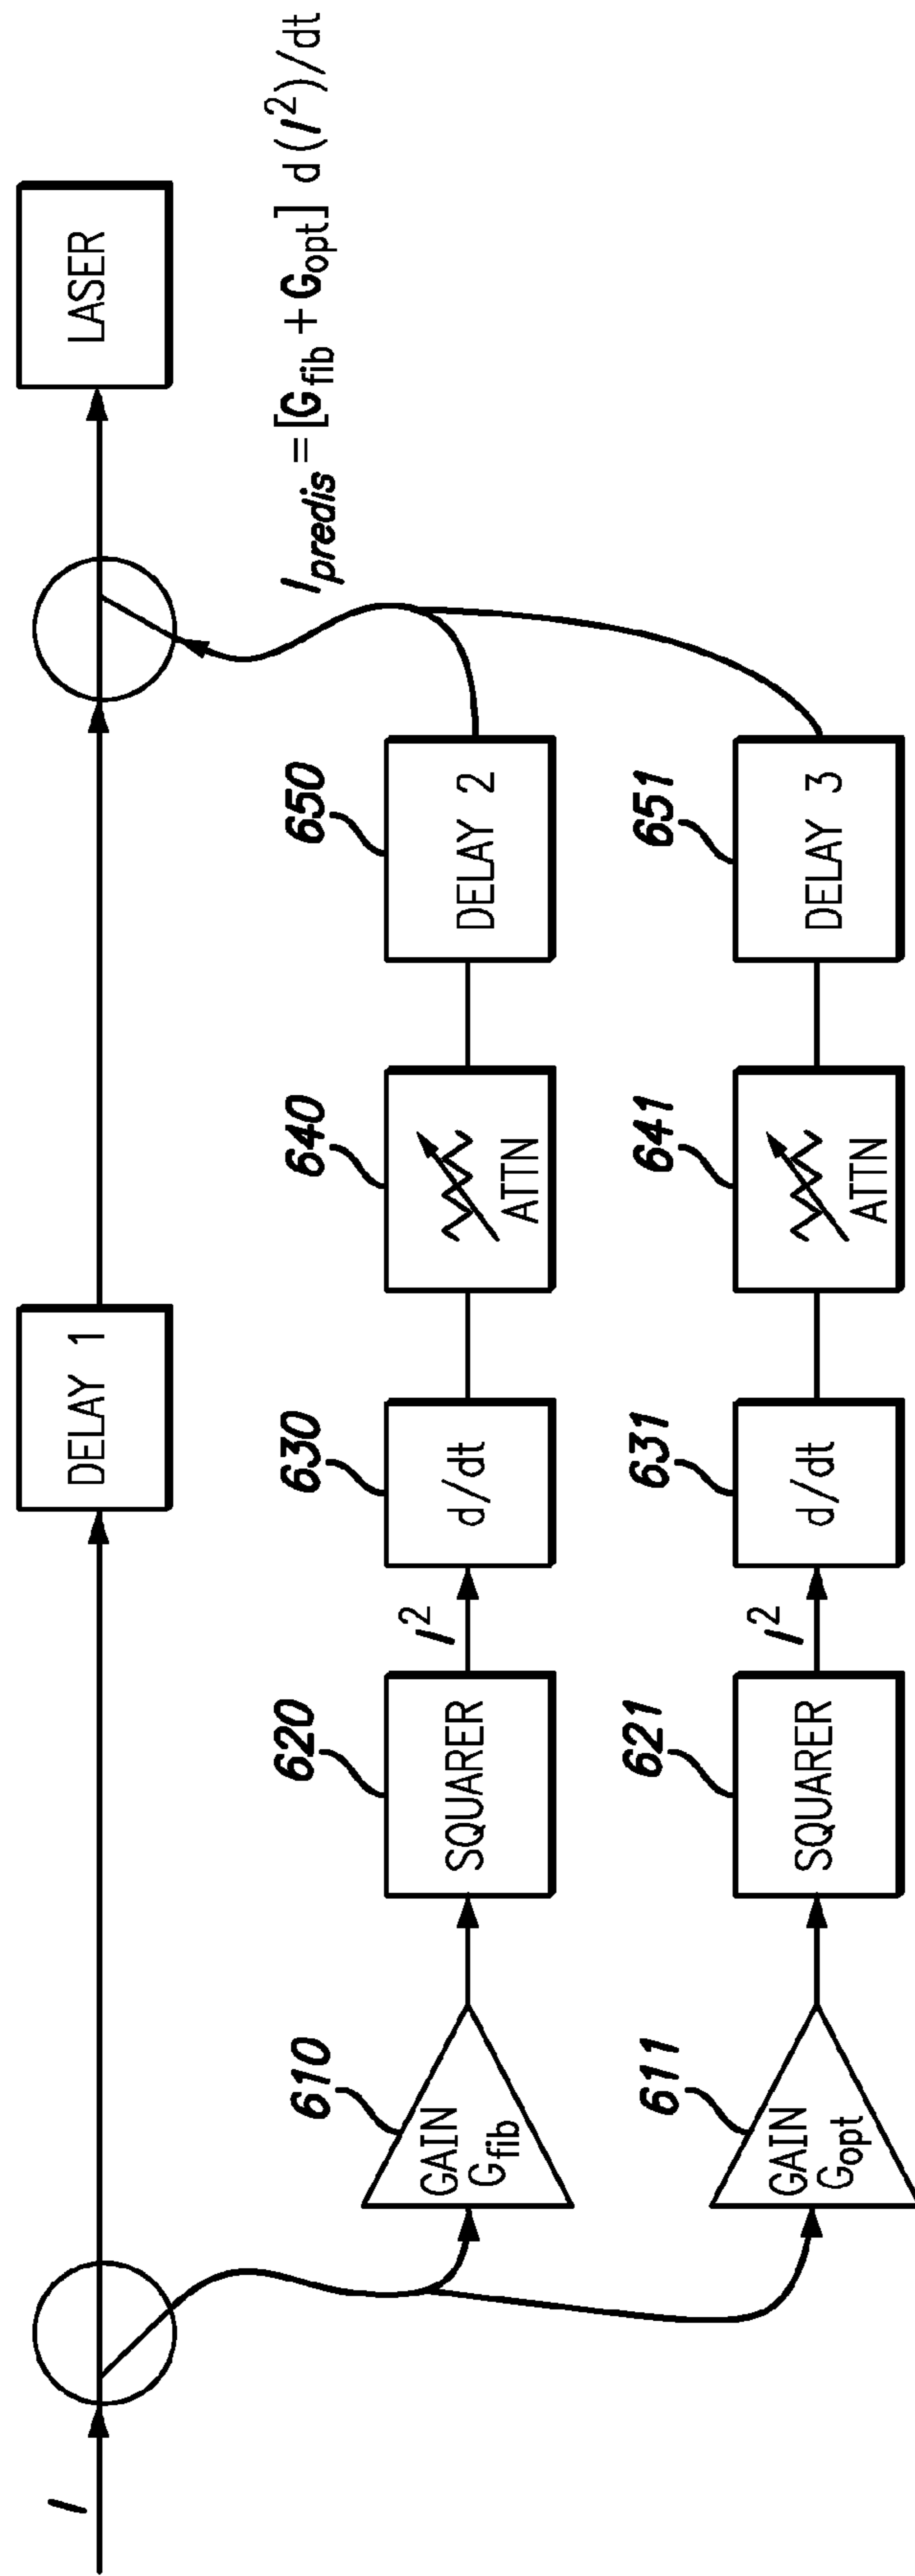 I
DELAY 1
LASER
I_predis = [G_fib + G_opt] d(I²)/dt
610
GAIN
G_fib
620
SQUARER
I²
630
d/dt
640
ATTN
650
DELAY 2
611
GAIN
G_opt
621
SQUARER
I²
631
d/dt
641
ATTN
651
DELAY 3